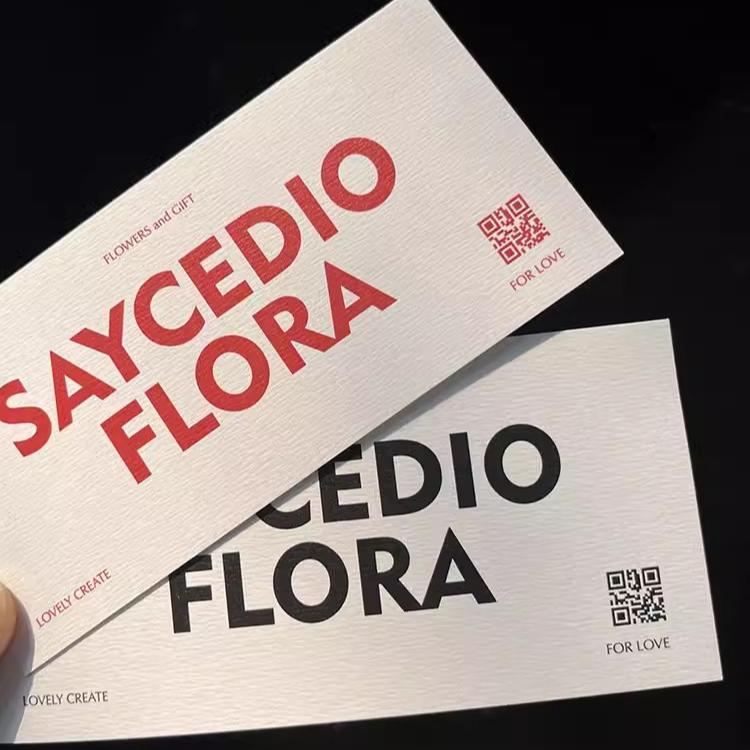 FLOWERS and GIFT
SAYCEDIO
FLORA
FOR LOVE
LOVELY CREATE
CEDIO
FLORA
FOR LOVE
LOVELY CREATE